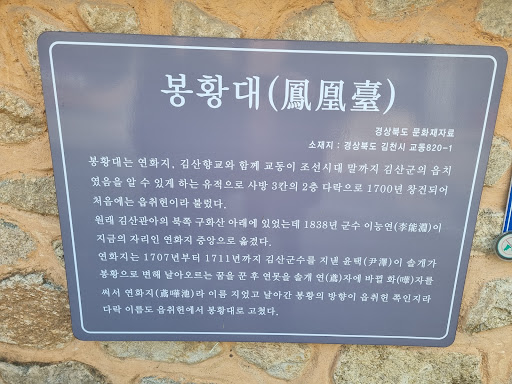 봉황대(鳳凰臺)
경상북도 문화재자료
소재지 : 경상북도 김천시 교동820-1
봉황대는 연화지, 김산향교와 함께 교동이 조선시대 말까지 김산군의 읍치
였음을 알 수 있게 하는 유적으로 사방 3칸의 2층 다락으로 1700년 창건되어
처음에는 읍취헌이라 불렀다.
원래 김산관아의 북쪽 구화산 아래에 있었는데 1838년 군수 이능연(李能淵)이
지금의 자리인 연화지 중앙으로 옮겼다.
연화지는 1707년부터 1711년까지 김산군수를 지낸 윤택(尹澤)이 솔개가
봉황으로 변해 날아오르는 꿈을 꾼 후 연못을 솔개 연(鳶)자에 바뀔 화(嘩)자를
써서 연화지(鳶嘩池)라 이름 지었고 날아간 봉황의 방향이 읍취헌 쪽인지라
다락 이름도 읍취헌에서 봉황대로 고쳤다.